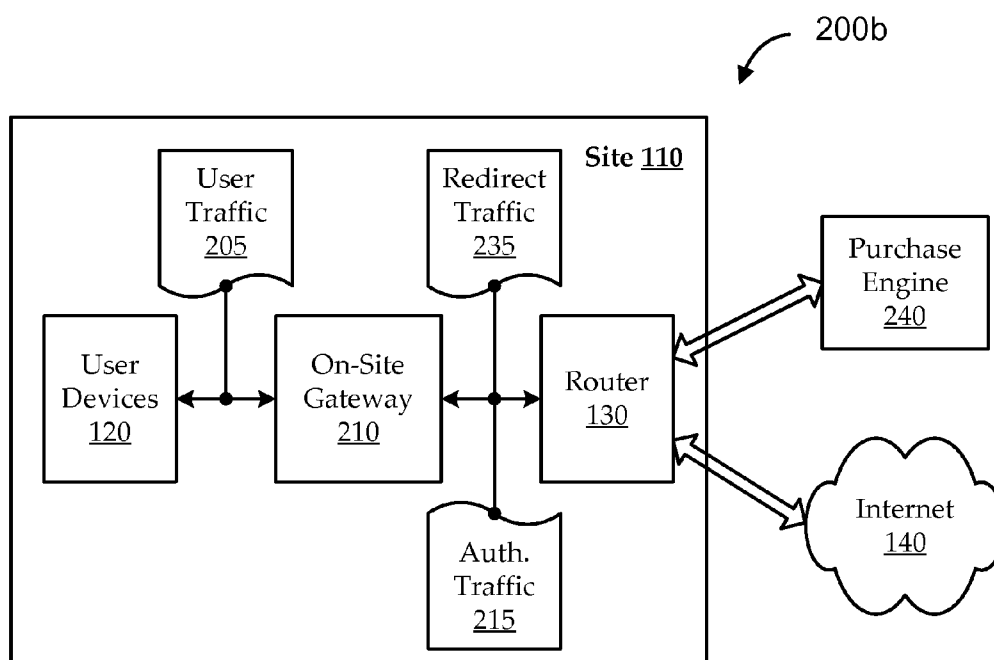 200b
Site 110
User
Traffic
205
Redirect
Traffic
235
Purchase
Engine
240
User
Devices
120
On-Site
Gateway
210
Router
130
Internet
140
Auth.
Traffic
215